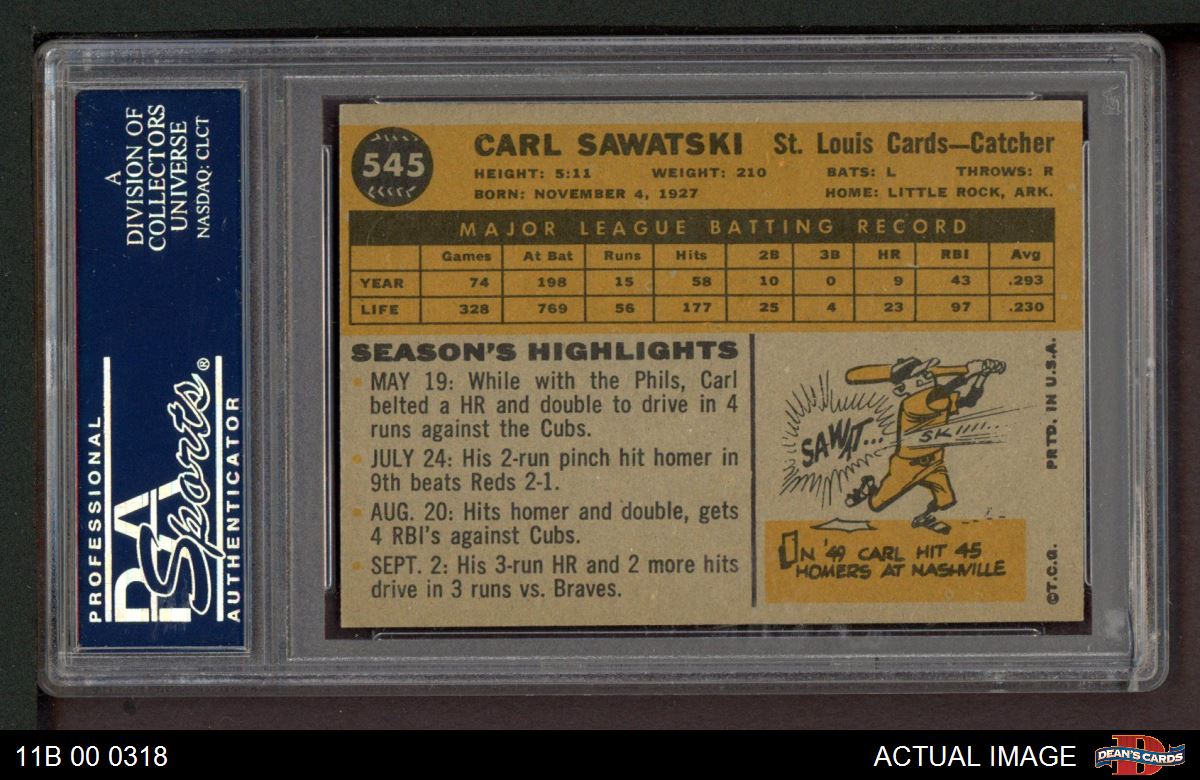 A
DIVISION OF
COLLECTORS
UNIVERSE
NASDAQ: CLCT
PROFESSIONAL
PSA
Sports®
AUTHENTICATOR
545
CARL SAWATSKI St. Louis Cards—Catcher
HEIGHT: 5:11 WEIGHT: 210 BATS: L THROWS: R
BORN: NOVEMBER 4, 1927 HOME: LITTLE ROCK, ARK.
MAJOR LEAGUE BATTING RECORD
Games At Bat Runs Hits 2B 3B HR RBI Avg
YEAR 74 198 15 58 10 0 9 43 .293
LIFE 328 769 56 177 25 4 23 97 .230
SEASON'S HIGHLIGHTS
MAY 19: While with the Phils, Carl
belted a HR and double to drive in 4
runs against the Cubs.
JULY 24: His 2-run pinch hit homer in
9th beats Reds 2-1.
AUG. 20: Hits homer and double, gets
4 RBI's against Cubs.
SEPT. 2: His 3-run HR and 2 more hits
drive in 3 runs vs. Braves.
SAWAT... SK
IN '49 CARL HIT 45
HOMERS AT NASHVILLE
©T.C.G. PRTD. IN U.S.A.
11B 00 0318
ACTUAL IMAGE
DEAN'S CARDS